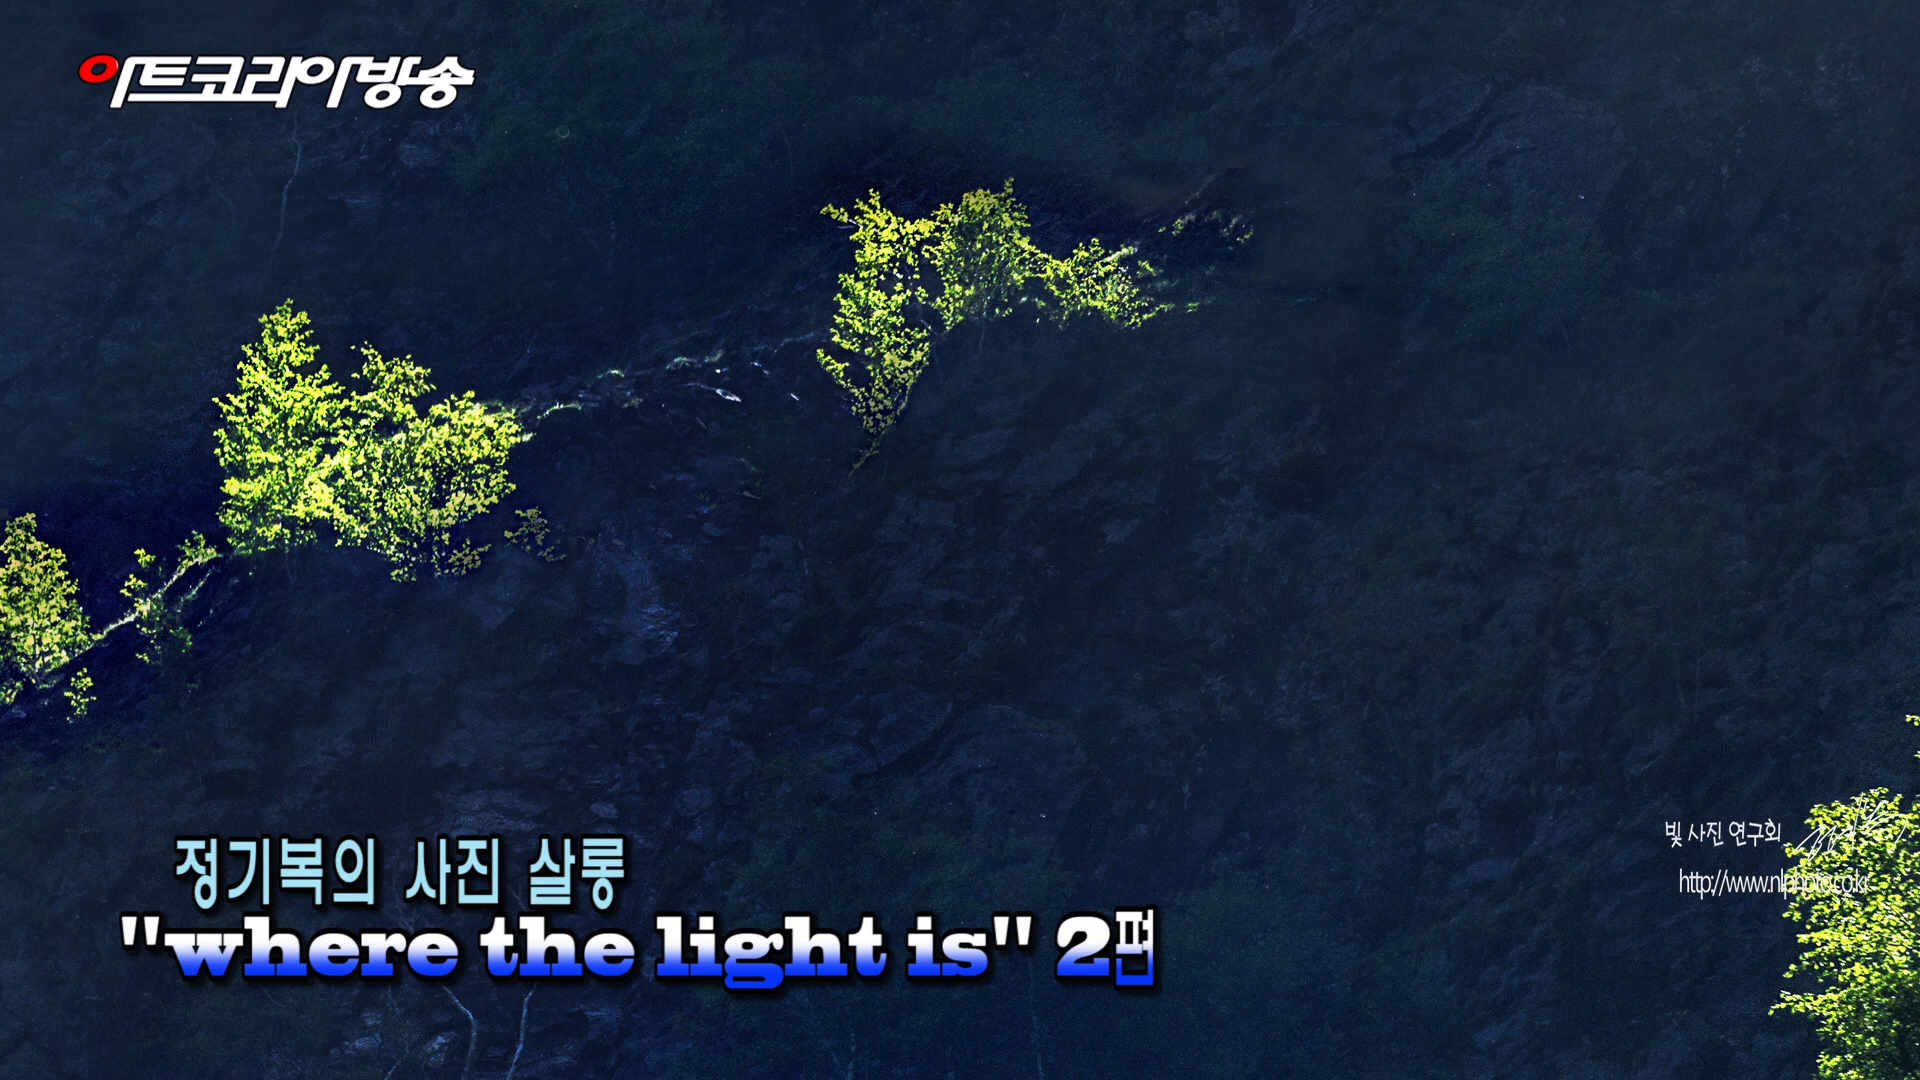 아트코리아방송
빛 사진 연구회
http://www.nlphoto.co.kr
정기복의 사진 살롱
"where the light is" 2편